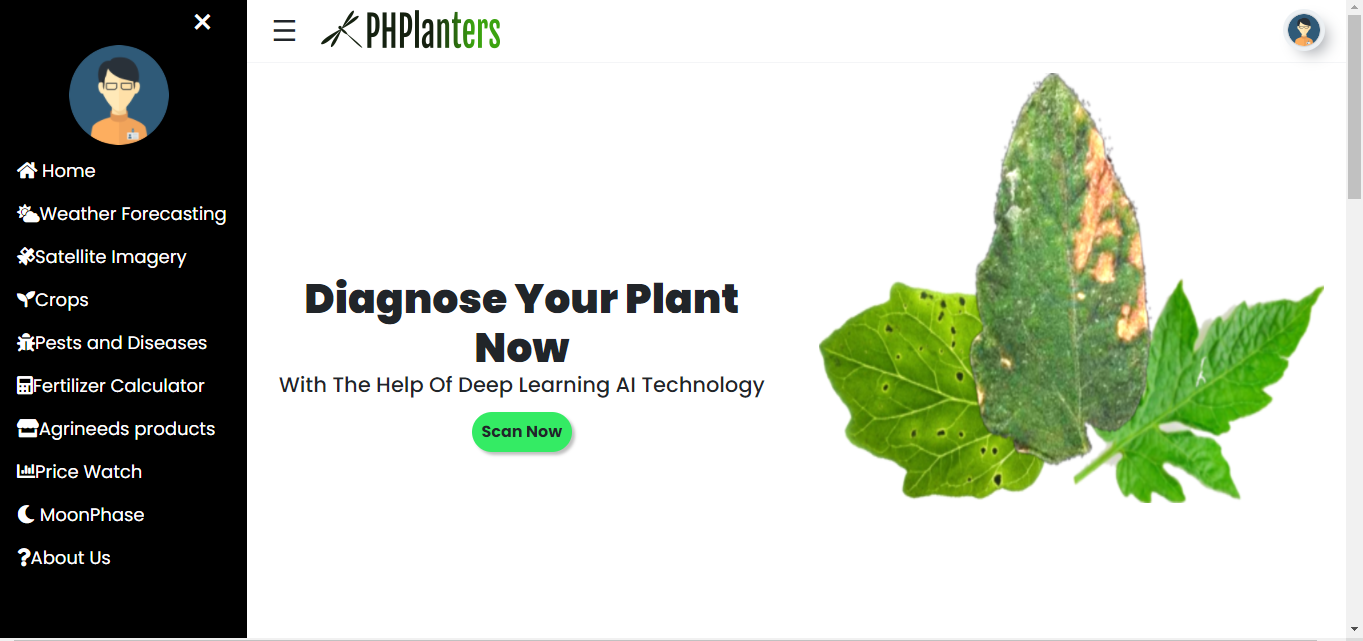 Home
Weather Forecasting
Satellite Imagery
Crops
Pests and Diseases
Fertilizer Calculator
Agrineeds products
Price Watch
MoonPhase
About Us
PHPlanters
Diagnose Your Plant
Now
With The Help Of Deep Learning AI Technology
Scan Now